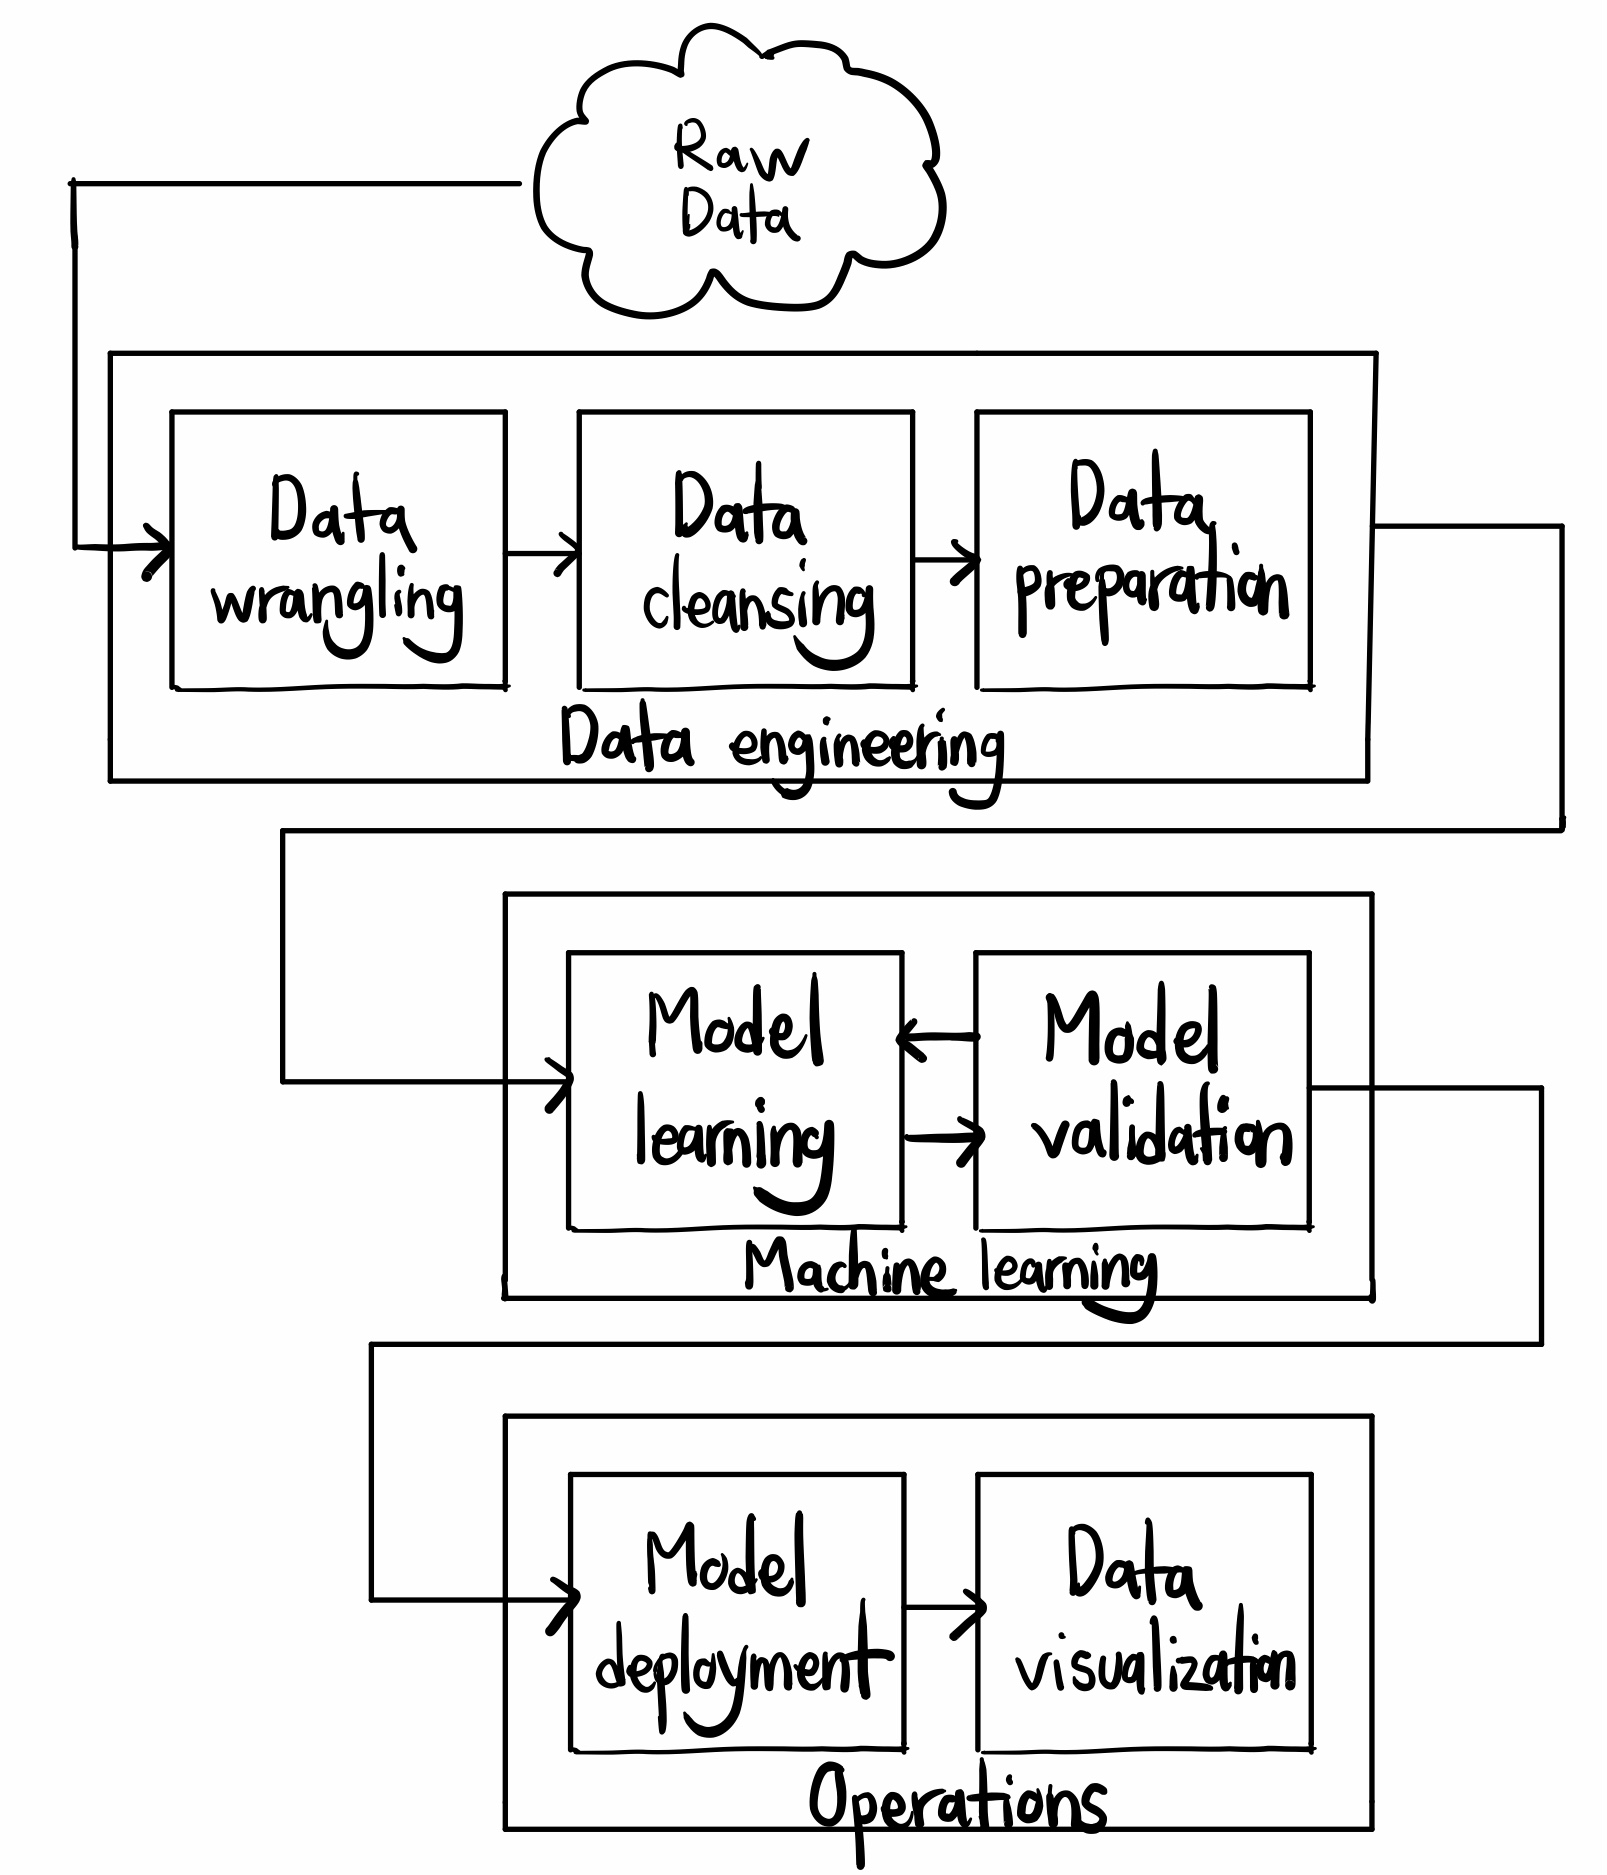 Raw
Data
Data
wrangling
Data
cleansing
Data
preparation
Data engineering
Model
learning
Model
validation
Machine learning
Model
deployment
Data
visualization
Operations